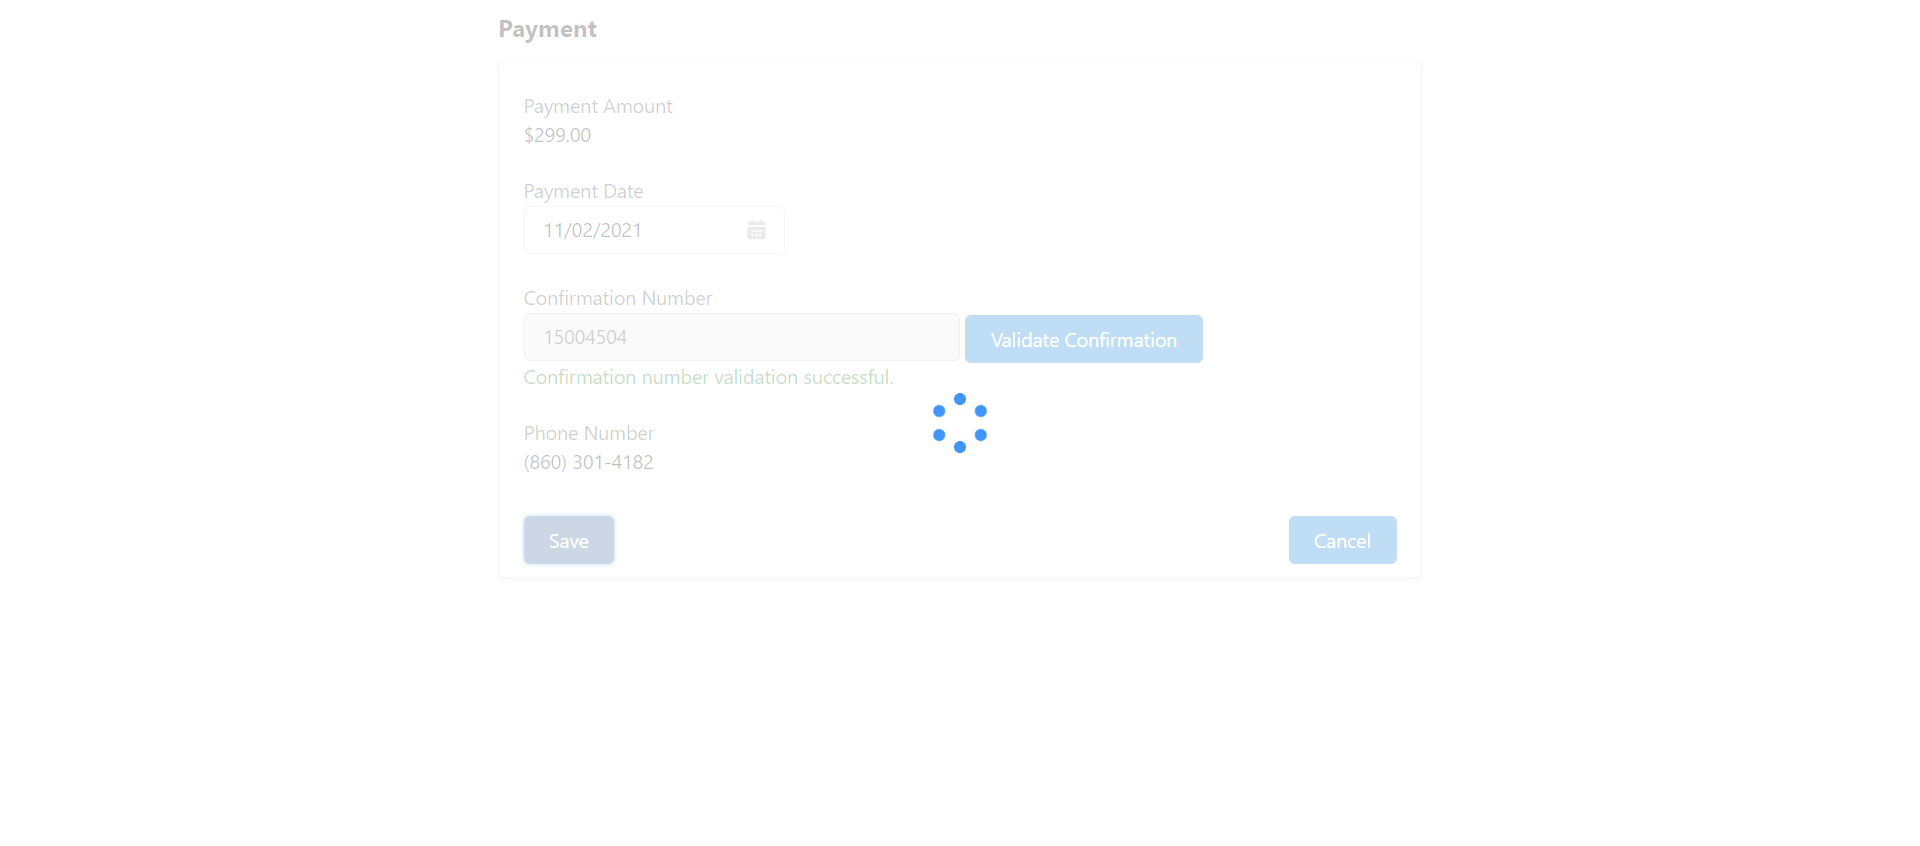 Payment
Payment Amount
$299.00
Payment Date
11/02/2021
Confirmation Number
15004504
Validate Confirmation
Confirmation number validation successful.
Phone Number
(860) 301-4182
Save
Cancel